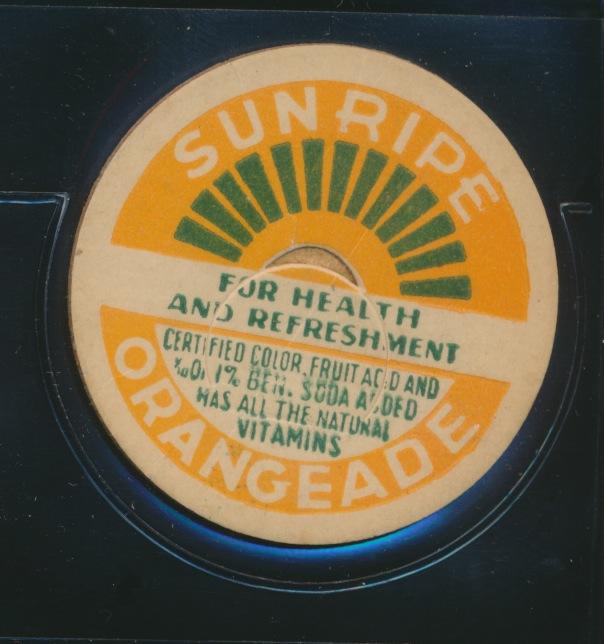 SUNRIPE
FOR HEALTH
AND REFRESHMENT
CERTIFIED COLOR, FRUIT ACID AND
1/10 OF 1% BEN. SODA ADDED
HAS ALL THE NATURAL
VITAMINS
ORANGEADE